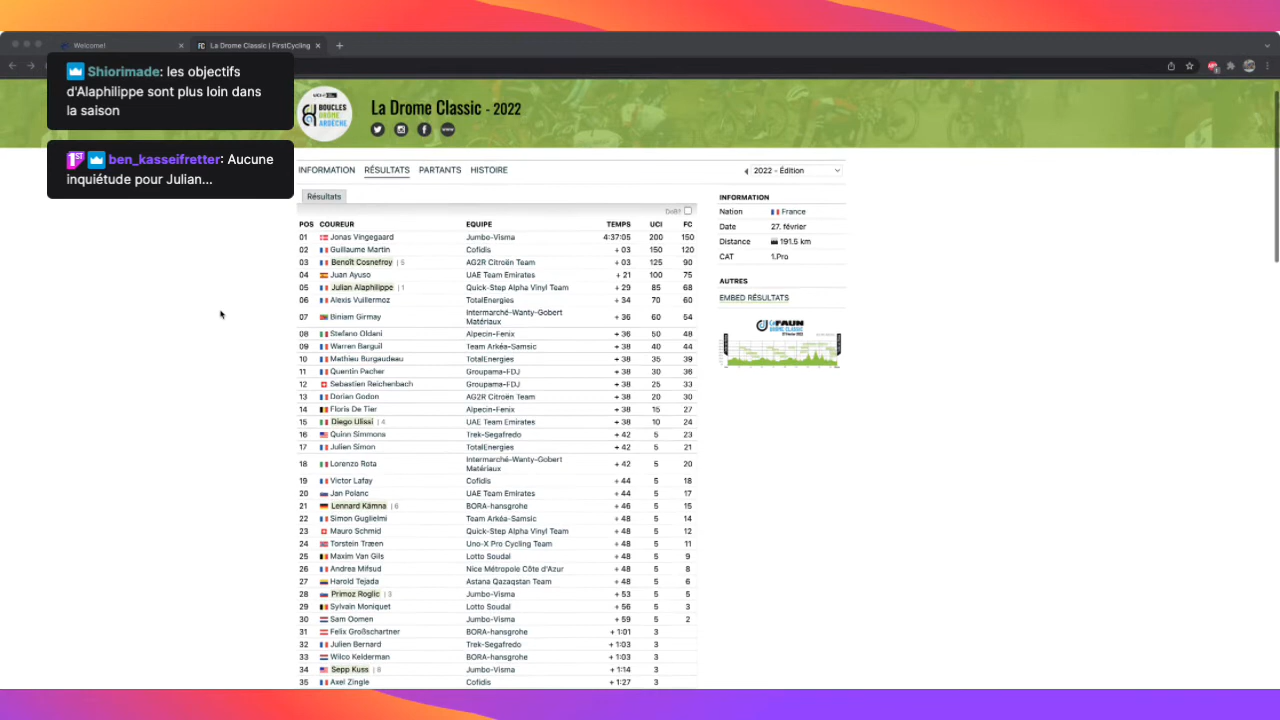 Welcome!
FC La Drome Classic | FirstCycling
Shiorimade: les objectifs
d'Alaphilippe sont plus loin dans
la saison
1ST ben_kasseifretter: Aucune
inquiétude pour Julian...
BOUCLES
DRÔME
ARDÈCHE
La Drome Classic - 2022
INFORMATION RÉSULTATS PARTANTS HISTOIRE
2022 - Édition
Résultats
DoB?
POS COUREUR EQUIPE TEMPS UCI FC
01 Jonas Vingegaard Jumbo-Visma 4:37:05 200 150
02 Guillaume Martin Cofidis + 03 150 120
03 Benoît Cosnefroy | 5 AG2R Citroën Team + 03 125 90
04 Juan Ayuso UAE Team Emirates + 21 100 75
05 Julian Alaphilippe | 1 Quick-Step Alpha Vinyl Team + 29 85 68
06 Alexis Vuillermoz TotalEnergies + 34 70 60
07 Biniam Girmay Intermarché-Wanty-Gobert
Matériaux + 36 60 54
08 Stefano Oldani Alpecin-Fenix + 36 50 48
09 Warren Barguil Team Arkéa-Samsic + 38 40 44
10 Mathieu Burgaudeau TotalEnergies + 38 35 39
11 Quentin Pacher Groupama-FDJ + 38 30 36
12 Sebastien Reichenbach Groupama-FDJ + 38 25 33
13 Dorian Godon AG2R Citroën Team + 38 20 30
14 Floris De Tier Alpecin-Fenix + 38 15 27
15 Diego Ulissi | 4 UAE Team Emirates + 38 10 24
16 Quinn Simmons Trek-Segafredo + 42 5 23
17 Julien Simon TotalEnergies + 42 5 21
18 Lorenzo Rota Intermarché-Wanty-Gobert
Matériaux + 42 5 20
19 Victor Lafay Cofidis + 44 5 18
20 Jan Polanc UAE Team Emirates + 44 5 17
21 Lennard Kämna | 6 BORA-hansgrohe + 46 5 15
22 Simon Guglielmi Team Arkéa-Samsic + 48 5 14
23 Mauro Schmid Quick-Step Alpha Vinyl Team + 48 5 12
24 Torstein Træen Uno-X Pro Cycling Team + 48 5 11
25 Maxim Van Gils Lotto Soudal + 48 5 9
26 Andrea Mifsud Nice Métropole Côte d'Azur + 48 5 8
27 Harold Tejada Astana Qazaqstan Team + 48 5 6
28 Primoz Roglic | 3 Jumbo-Visma + 53 5 5
29 Sylvain Moniquet Lotto Soudal + 56 5 3
30 Sam Oomen Jumbo-Visma + 59 5 2
31 Felix Großschartner BORA-hansgrohe + 1:01 3
32 Julien Bernard Trek-Segafredo + 1:03 3
33 Wilco Kelderman BORA-hansgrohe + 1:03 3
34 Sepp Kuss | 8 Jumbo-Visma + 1:14 3
35 Axel Zingle Cofidis + 1:27 3
INFORMATION
Nation France
Date 27. février
Distance 191.5 km
CAT 1.Pro
AUTRES
EMBED RÉSULTATS
FAUN
DRÔME CLASSIC